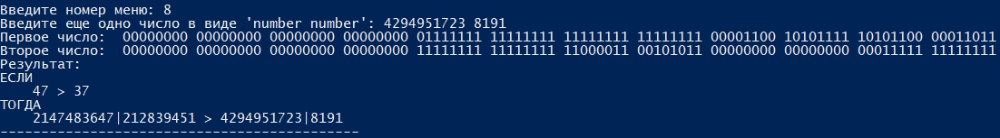 Введите номер меню: 8
Введите еще одно число в виде 'number number': 4294951723 8191
Первое число:  00000000 00000000 00000000 00000000 01111111 11111111 11111111 11111111 00001100 10101111 10101100 00011011
Второе число:  00000000 00000000 00000000 00000000 11111111 11111111 11000011 00101011 00000000 00000000 00011111 11111111
Результат:
ЕСЛИ
    47 > 37
ТОГДА
    2147483647|212839451 > 4294951723|8191
--------------------------------------------